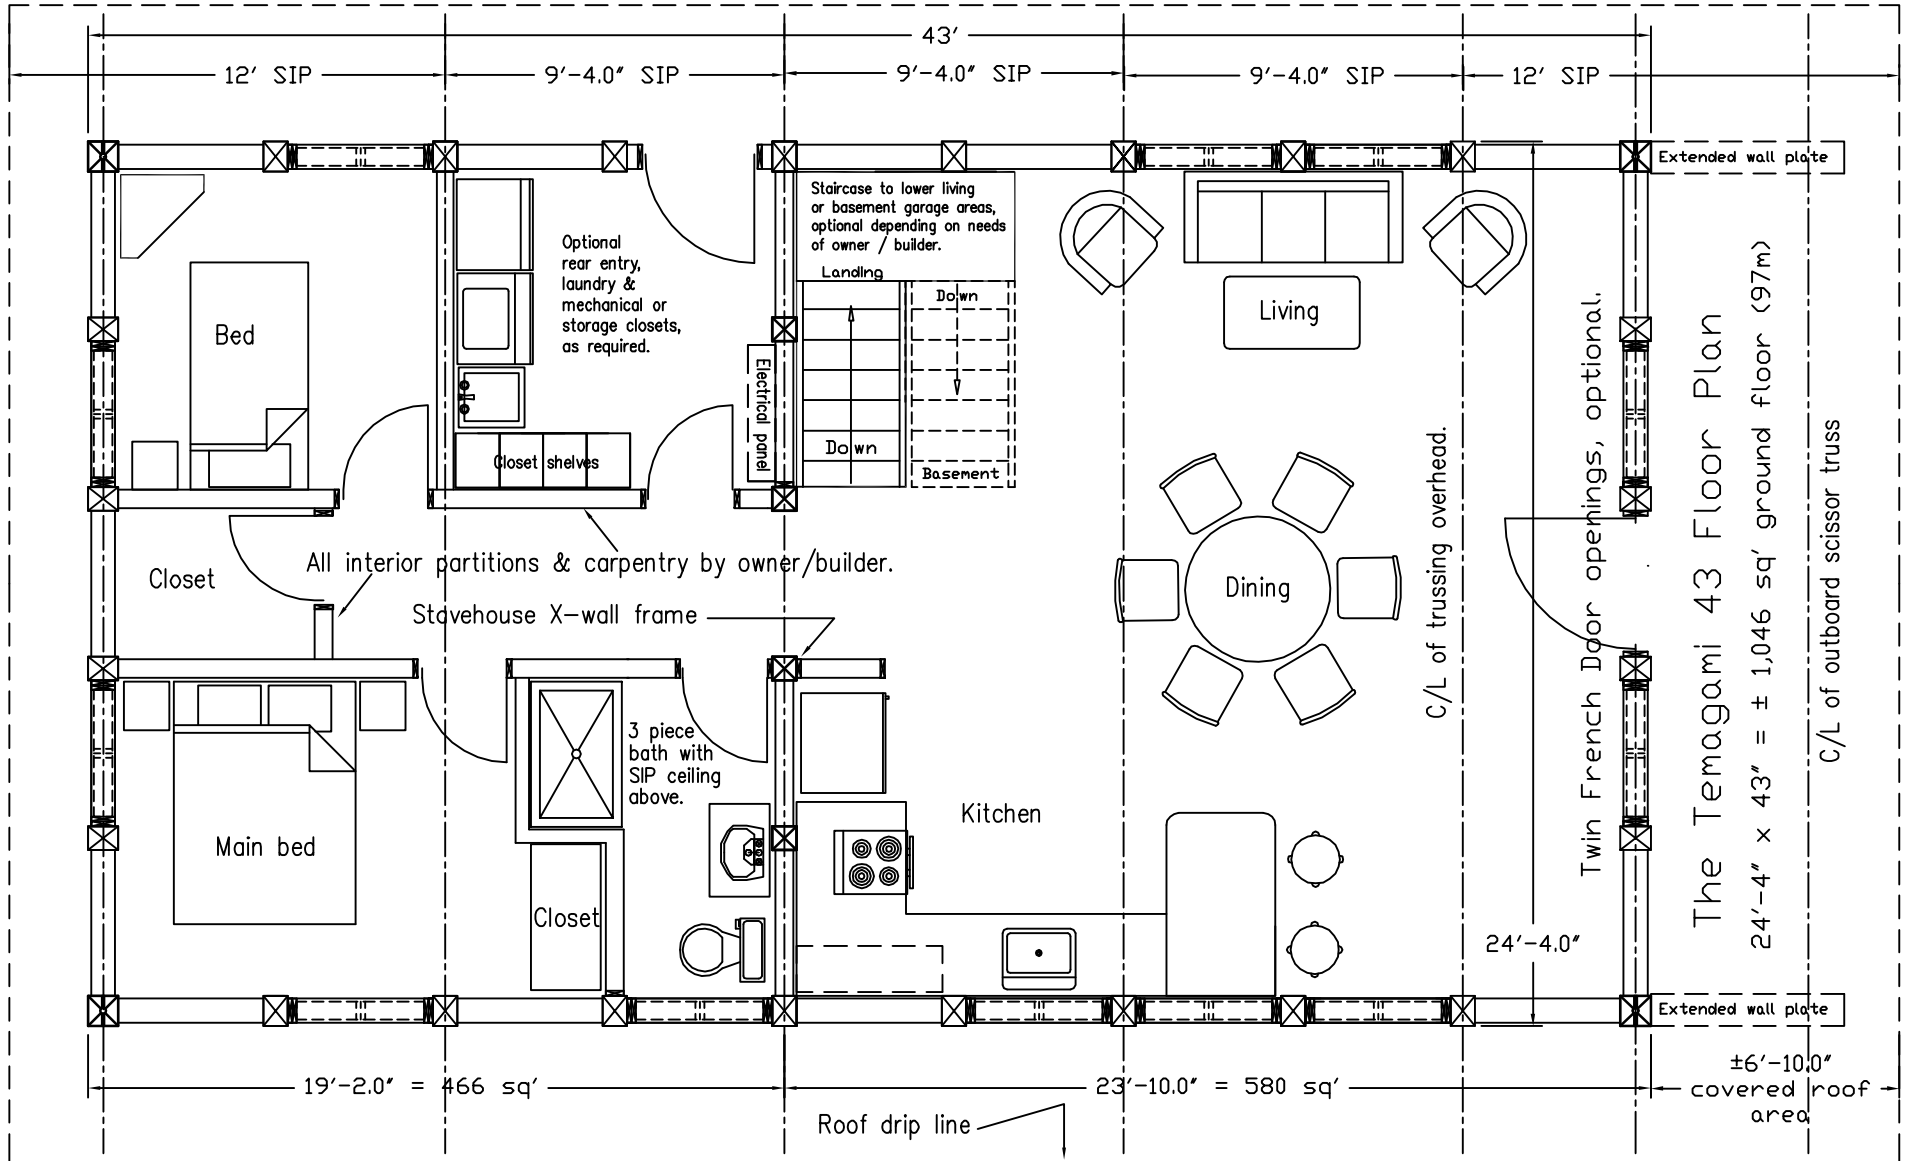 43′
12′ SIP
9′-4.0″ SIP
9′-4.0″ SIP
9′-4.0″ SIP
12′ SIP
Extended wall plate
Staircase to lower living
or basement garage areas,
optional depending on needs
of owner / builder.
Landing
Down
Down
Basement
Optional
rear entry,
laundry &
mechanical or
storage closets,
as required.
Electrical panel
Closet shelves
Bed
Living
Closet
All interior partitions & carpentry by owner/builder.
Stavehouse X-wall frame
Dining
3 piece
bath with
SIP ceiling
above.
Main bed
Closet
Kitchen
C/L of trussing overhead.
24′-4.0″
Twin French Door openings, optional.
The Temagami 43 Floor Plan
24′-4″ x 43″ = ± 1,046 sq′ ground floor (97m)
C/L of outboard scissor truss
Extended wall plate
19′-2.0″ = 466 sq′
23′-10.0″ = 580 sq′
±6′-10.0″
covered roof
area
Roof drip line